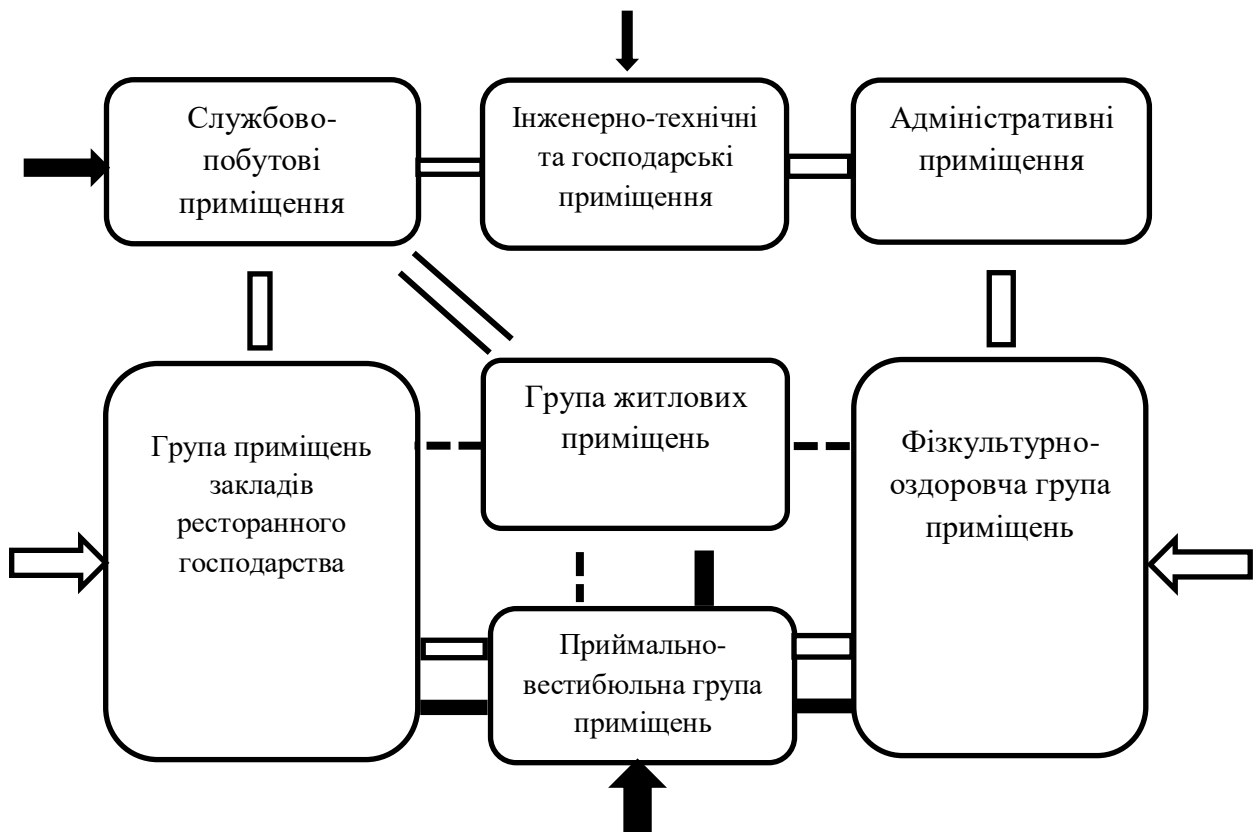 Службово-
побутові
приміщення
Інженерно-технічні
та господарські
приміщення
Адміністративні
приміщення
Група приміщень
закладів
ресторанного
господарства
Група житлових
приміщень
Фізкультурно-
оздоровча група
приміщень
Приймально-
вестибюльна група
приміщень